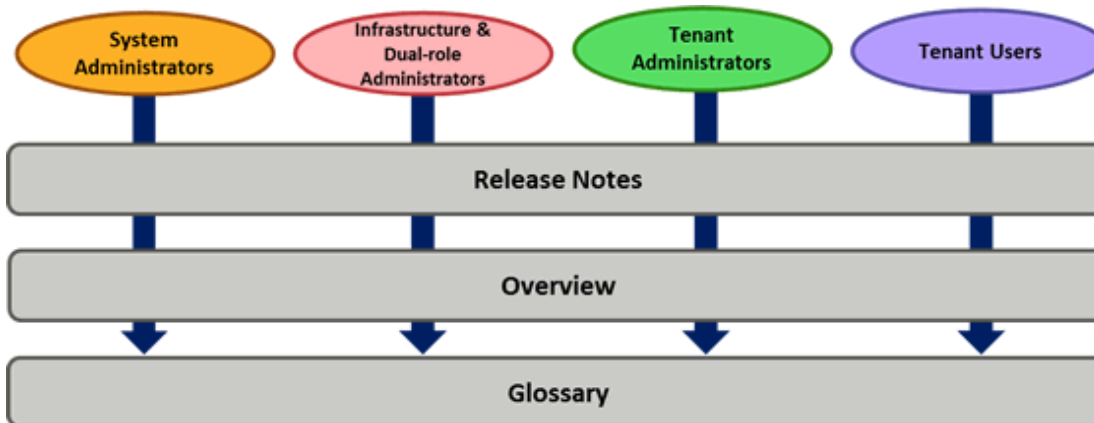 System
Administrators
Infrastructure &
Dual-role
Administrators
Tenant
Administrators
Tenant Users
Release Notes
Overview
Glossary